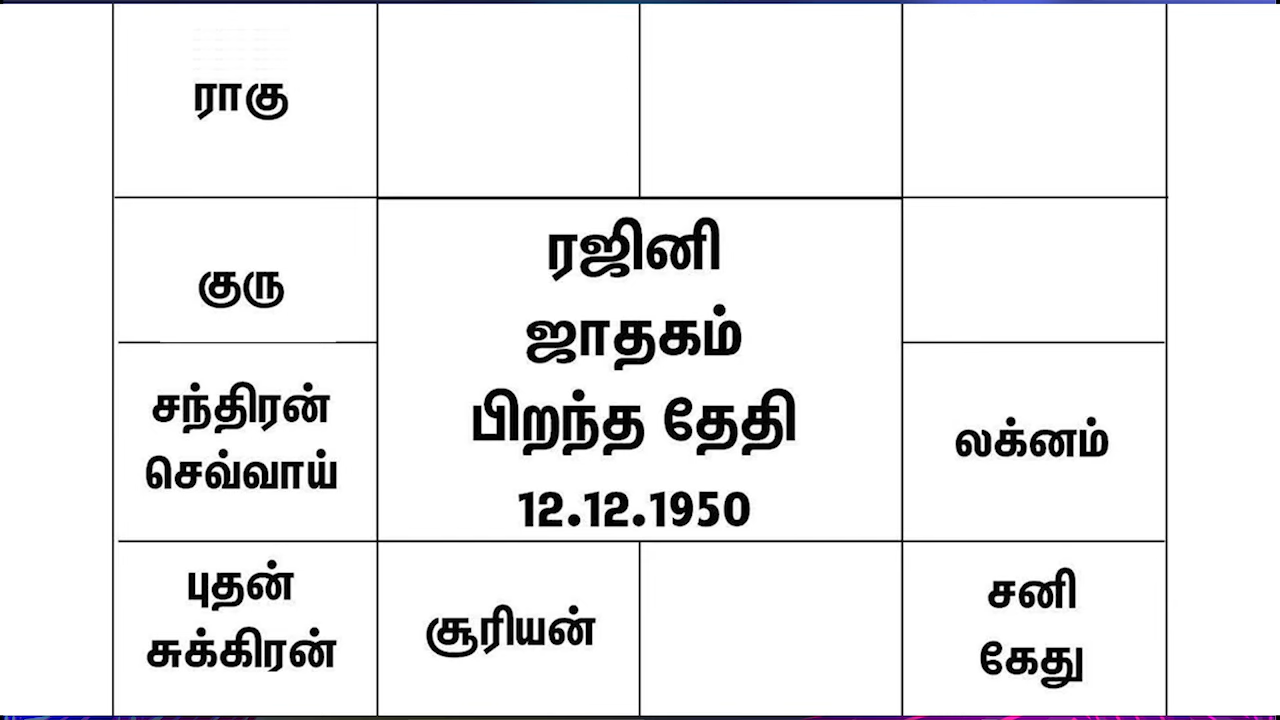 ராகு
குரு
ரஜினி
ஜாதகம்
பிறந்த தேதி
12.12.1950
சந்திரன்
செவ்வாய்
லக்னம்
புதன்
சுக்கிரன்
சூரியன்
சனி
கேது